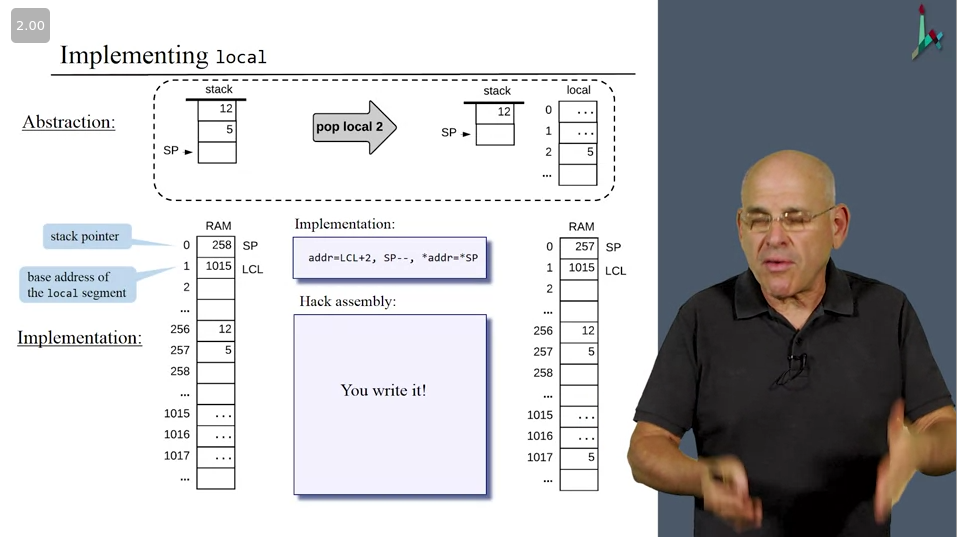 2.00
Implementing local
Abstraction:
stack
12
5
SP
pop local 2
stack
12
SP
local
0 ...
1 ...
2 5
...
stack pointer
base address of
the local segment
Implementation:
RAM
0 258 SP
1 1015 LCL
2
...
256 12
257 5
258
...
1015 ...
1016 ...
1017 ...
...
Implementation:
addr=LCL+2, SP--, *addr=*SP
Hack assembly:
You write it!
RAM
0 257 SP
1 1015 LCL
2
...
256 12
257 5
258
...
1015 ...
1016 ...
1017 5
...